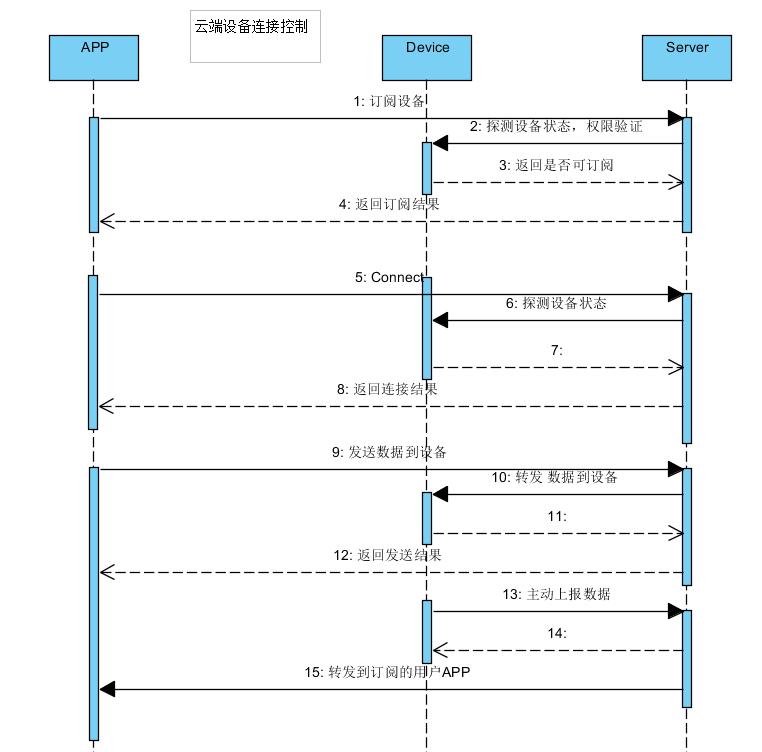 云端设备连接控制
APP
Device
Server
1: 订阅设备
2: 探测设备状态，权限验证
3: 返回是否可订阅
4: 返回订阅结果
5: Connect
6: 探测设备状态
7:
8: 返回连接结果
9: 发送数据到设备
10: 转发 数据到设备
11:
12: 返回发送结果
13: 主动上报数据
14:
15: 转发到订阅的用户APP